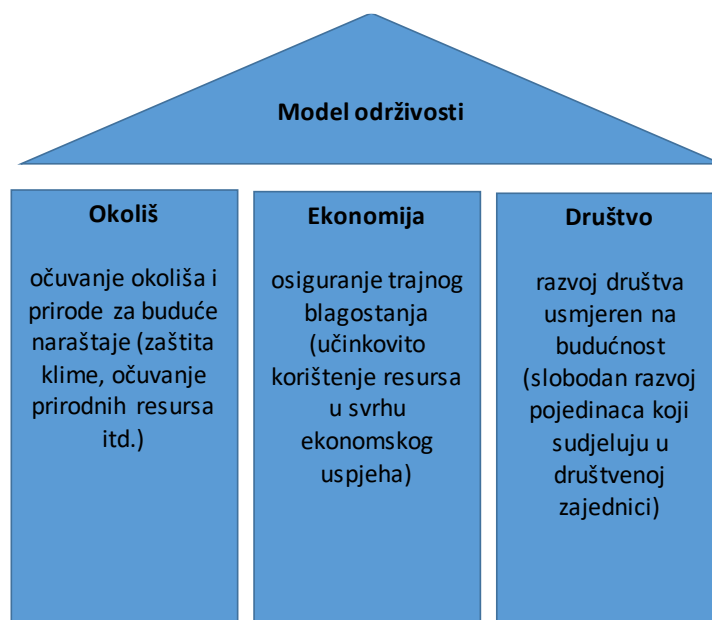 Model održivosti
Okoliš
očuvanje okoliša i
prirode za buduće
naraštaje (zaštita
klime, očuvanje
prirodnih resursa
itd.)
Ekonomija
osiguranje trajnog
blagostanja
(učinkovito
korištenje resursa
u svrhu
ekonomskog
uspjeha)
Društvo
razvoj društva
usmjeren na
budućnost
(slobodan razvoj
pojedinaca koji
sudjeluju u
društvenoj
zajednici)